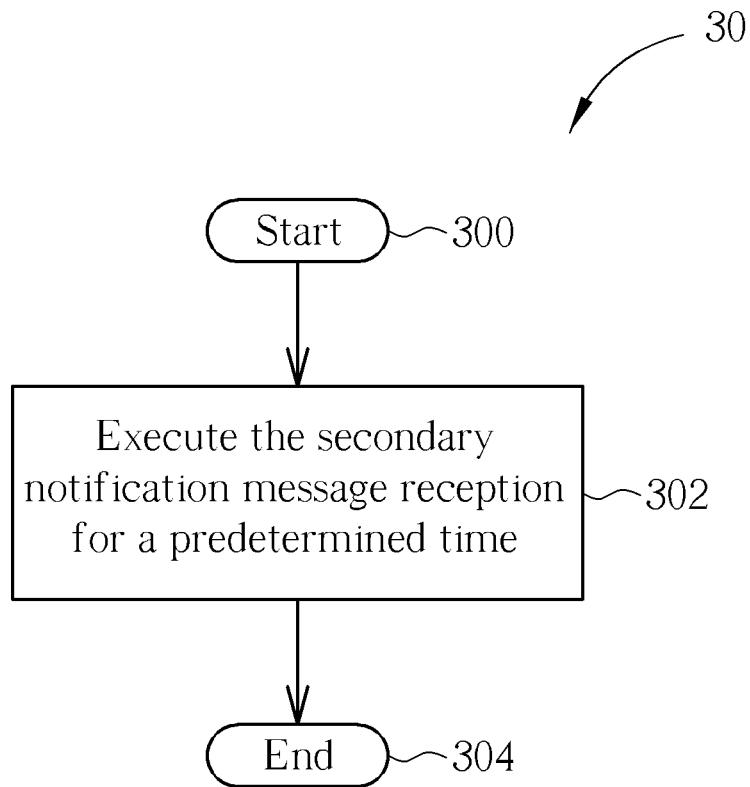 30
Start
300
Execute the secondary
notification message reception
for a predetermined time
302
End
304